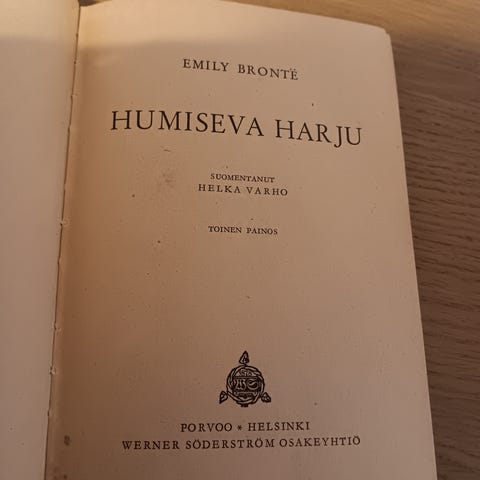 EMILY BRONTË
HUMISEVA HARJU
SUOMENTANUT
HELKA VARHO
TOINEN PAINOS
PORVOO * HELSINKI
WERNER SÖDERSTRÖM OSAKEYHTIÖ